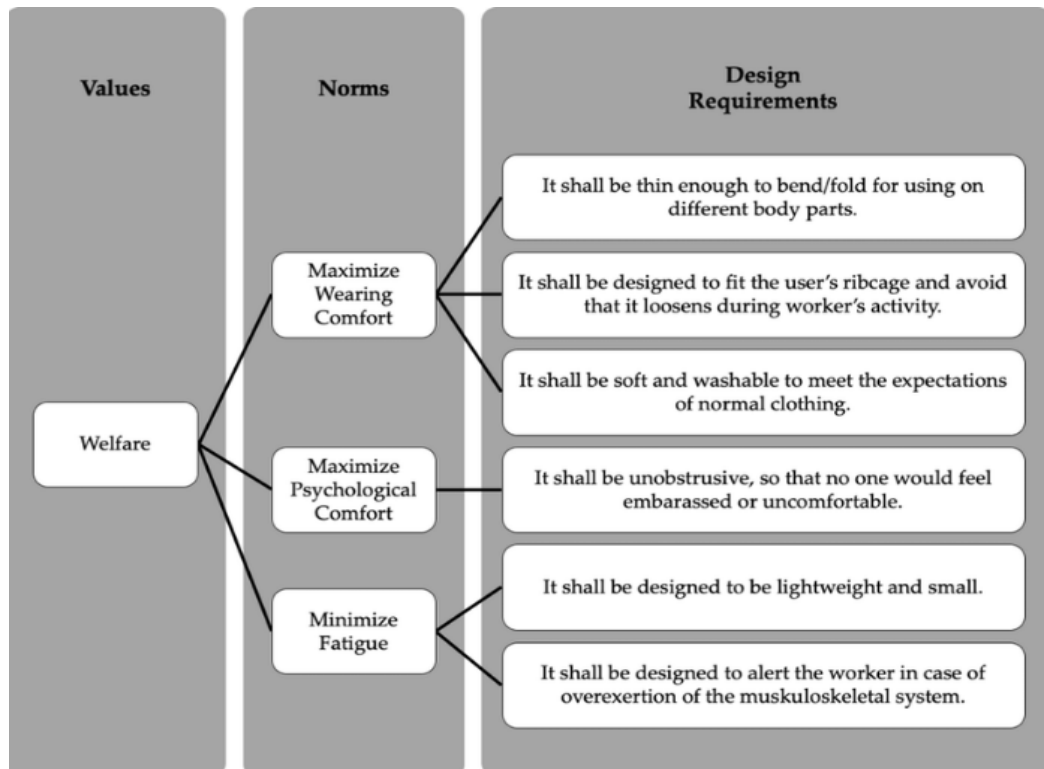 Values
Norms
Design
Requirements
It shall be thin enough to bend/fold for using on
different body parts.
Maximize
Wearing
Comfort
It shall be designed to fit the user's ribcage and avoid
that it loosens during worker's activity.
It shall be soft and washable to meet the expectations
of normal clothing.
Welfare
Maximize
Psychological
Comfort
It shall be unobstrusive, so that no one would feel
embarassed or uncomfortable.
Minimize
Fatigue
It shall be designed to be lightweight and small.
It shall be designed to alert the worker in case of
overexertion of the muskuloskeletal system.